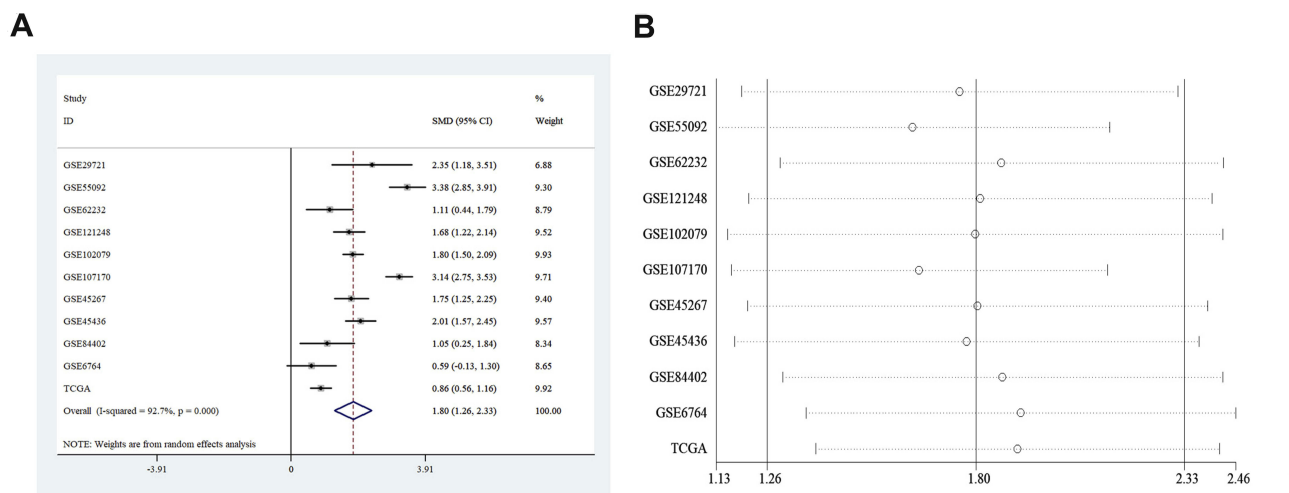 A
Study %
ID SMD (95% CI) Weight
GSE29721 2.35 (1.18, 3.51) 6.88
GSE55092 3.38 (2.85, 3.91) 9.30
GSE62232 1.11 (0.44, 1.79) 8.79
GSE121248 1.68 (1.22, 2.14) 9.52
GSE102079 1.80 (1.50, 2.09) 9.93
GSE107170 3.14 (2.75, 3.53) 9.71
GSE45267 1.75 (1.25, 2.25) 9.40
GSE45436 2.01 (1.57, 2.45) 9.57
GSE84402 1.05 (0.25, 1.84) 8.34
GSE6764 0.59 (-0.13, 1.30) 8.65
TCGA 0.86 (0.56, 1.16) 9.92
Overall (I-squared = 92.7%, p = 0.000) 1.80 (1.26, 2.33) 100.00
NOTE: Weights are from random effects analysis
-3.91 0 3.91
B
GSE29721
GSE55092
GSE62232
GSE121248
GSE102079
GSE107170
GSE45267
GSE45436
GSE84402
GSE6764
TCGA
1.13 1.26 1.80 2.33 2.46